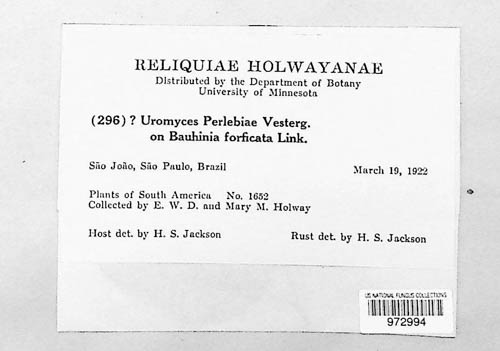 RELIQUIAE HOLWAYANAE
Distributed by the Department of Botany
University of Minnesota
(296) ? Uromyces Perlebiae Vesterg.
on Bauhinia forficata Link.
São João, São Paulo, Brazil March 19, 1922
Plants of South America No. 1652
Collected by E. W. D. and Mary M. Holway
Host det. by H. S. Jackson Rust det. by H. S. Jackson
US NATIONAL FUNGUS COLLECTIONS
972994